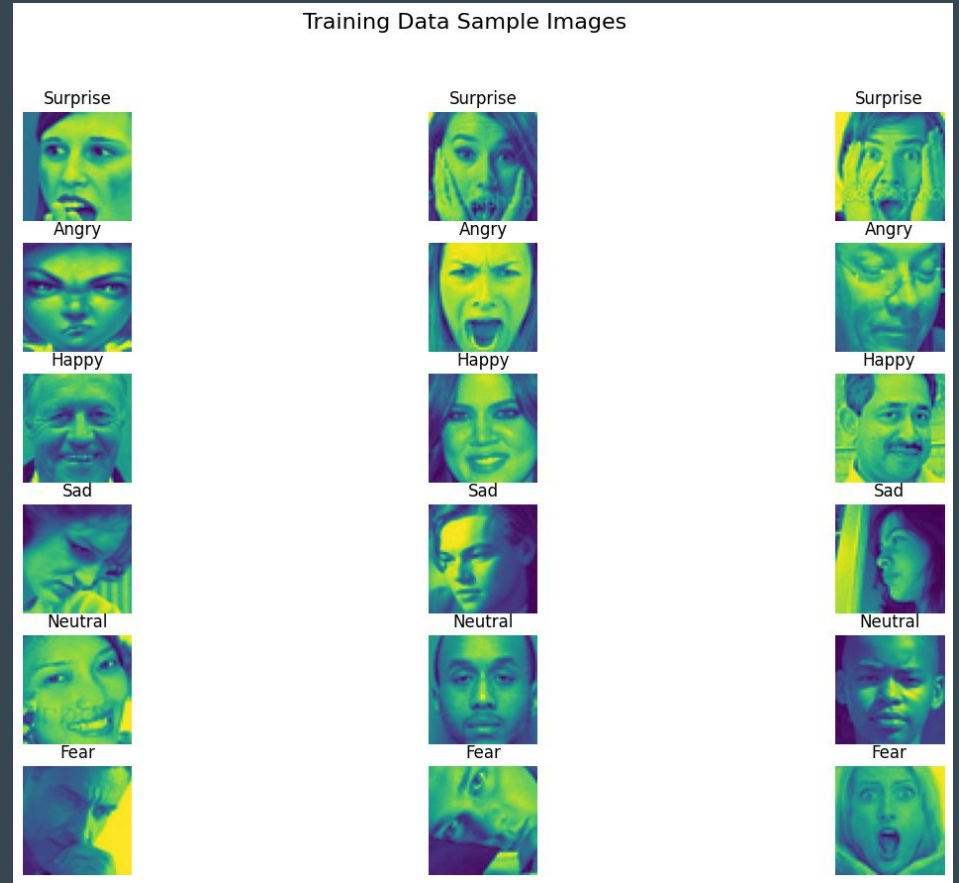 Training Data Sample Images
Surprise Surprise Surprise
Angry Angry Angry
Happy Happy Happy
Sad Sad Sad
Neutral Neutral Neutral
Fear Fear Fear